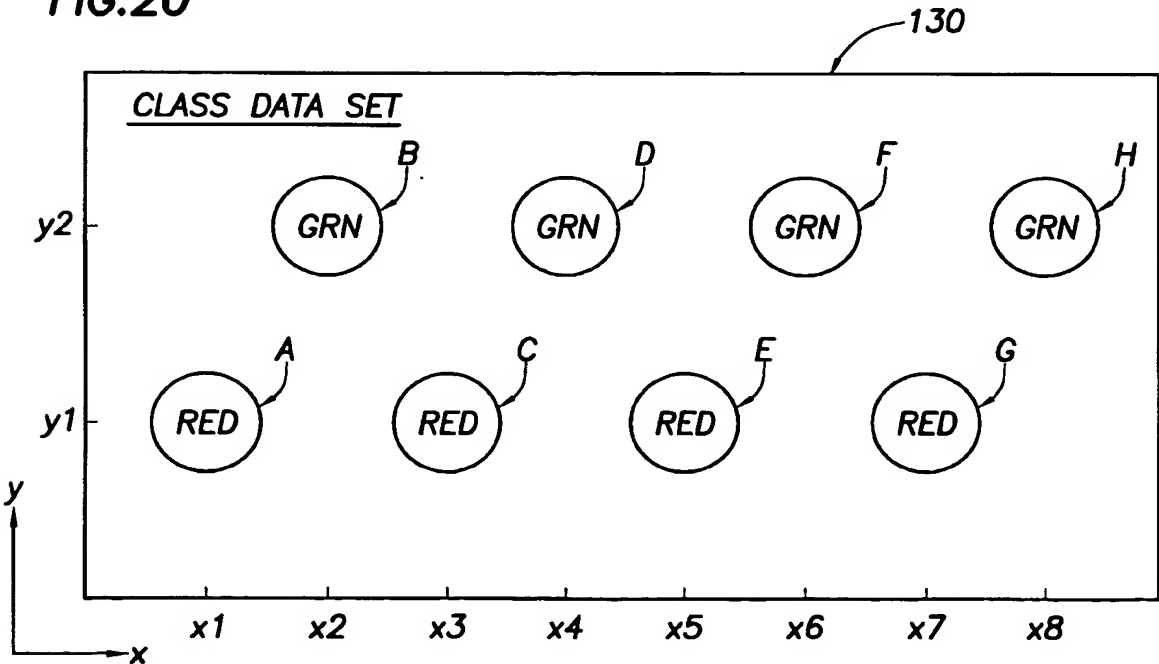 FIG.20
130
CLASS DATA SET
B D F H
y2 GRN GRN GRN GRN
A C E G
y1 RED RED RED RED
y
x1 x2 x3 x4 x5 x6 x7 x8
x